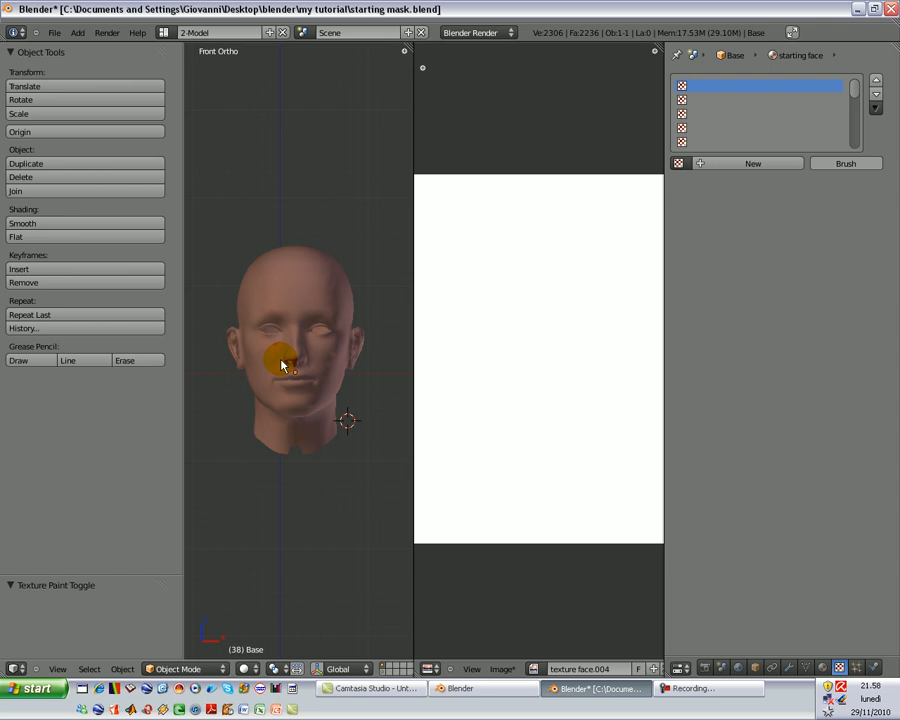 Blender* [C:\Documents and Settings\Giovanni\Desktop\blender\my tutorial\starting mask.blend]
File Add Render Help 2-Model Scene Blender Render Ve:2306 | Fa:2236 | Ob:1-1 | La:0 | Mem:17.53M (29.10M) | Base
Object Tools
Front Ortho
Base
starting face
Transform:
Translate
Rotate
Scale
Origin
Object:
Duplicate
Delete
Join
New
Brush
Shading:
Smooth
Flat
Keyframes:
Insert
Remove
Repeat:
Repeat Last
History...
Grease Pencil:
Draw Line Erase
Texture Paint Toggle
(38) Base
View Select Object Object Mode Global View Image* texture face.004 F
start
Camtasia Studio - Unt...
Blender
Blender* [C:\Docume...
Recording...
21.58
lunedì
29/11/2010